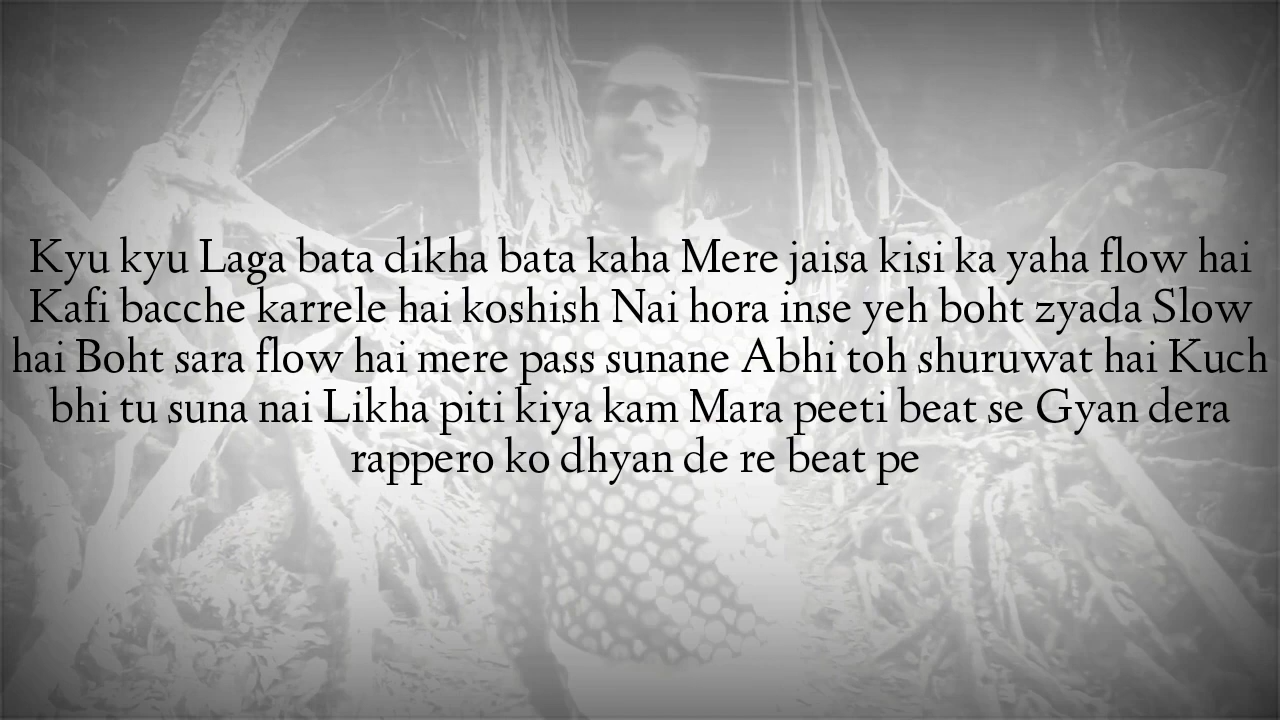 Kyu kyu Laga bata dikha bata kaha Mere jaisa kisi ka yaha flow hai
Kafi bacche karrele hai koshish Nai hora inse yeh boht zyada Slow
hai Boht sara flow hai mere pass sunane Abhi toh shuruwat hai Kuch
bhi tu suna nai Likha piti kiya kam Mara peeti beat se Gyan dera
rappero ko dhyan de re beat pe